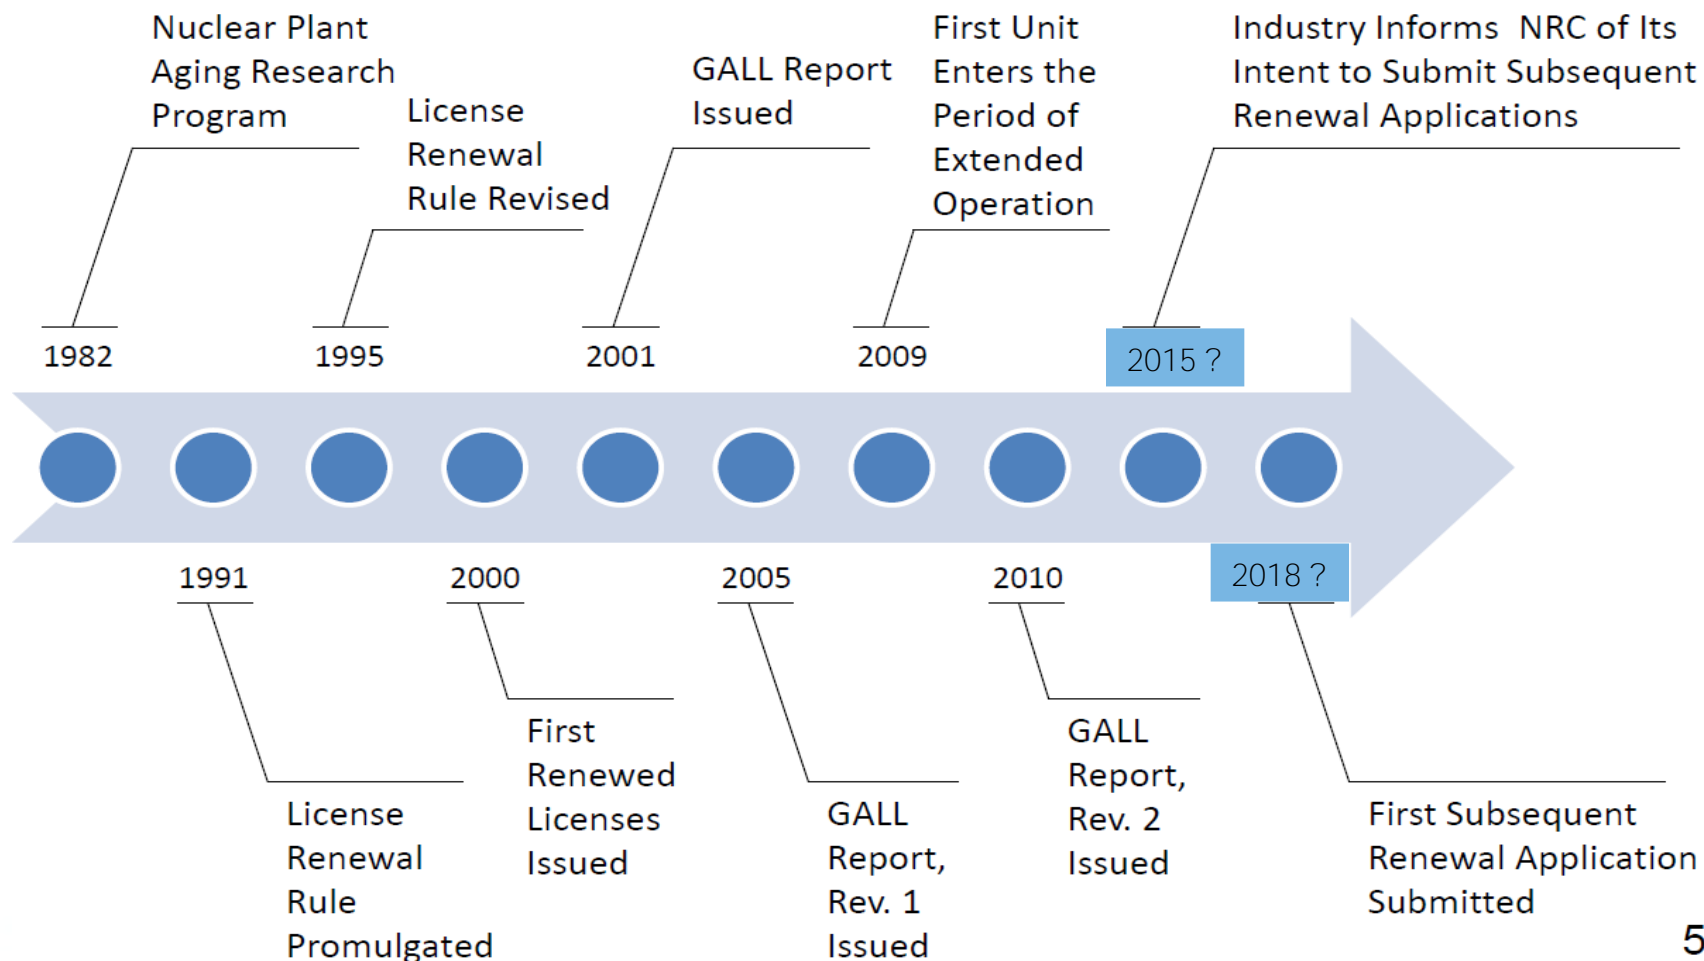 Nuclear Plant
Aging Research
Program
License
Renewal
Rule Revised
GALL Report
Issued
First Unit
Enters the
Period of
Extended
Operation
Industry Informs NRC of Its
Intent to Submit Subsequent
Renewal Applications
1982
1995
2001
2009
2015 ?
1991
2000
2005
2010
2018 ?
License
Renewal
Rule
Promulgated
First
Renewed
Licenses
Issued
GALL
Report,
Rev. 1
Issued
GALL
Report,
Rev. 2
Issued
First Subsequent
Renewal Application
Submitted
5